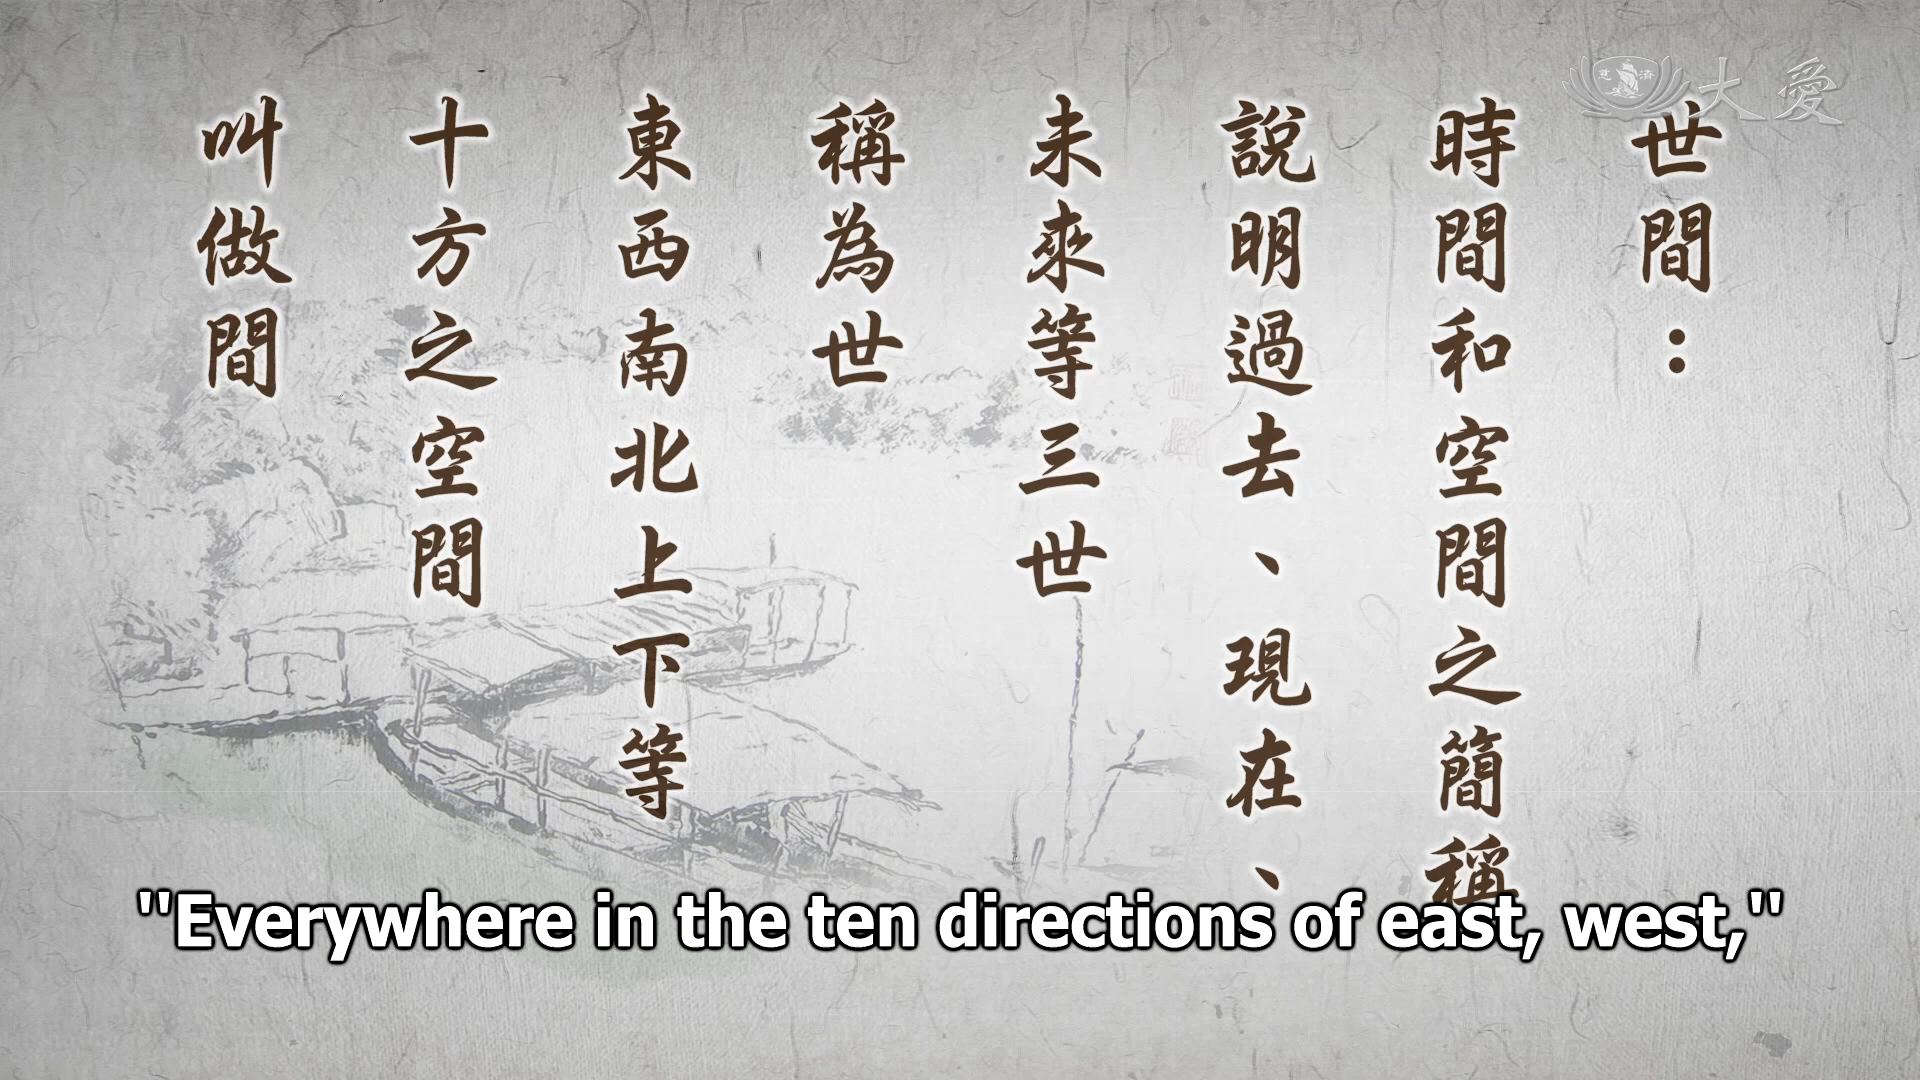 世間：
時間和空間之簡稱
說明過去、現在、
未來等三世
稱為世
東西南北上下等
十方之空間
叫做間
大愛
慈濟
"Everywhere in the ten directions of east, west,"